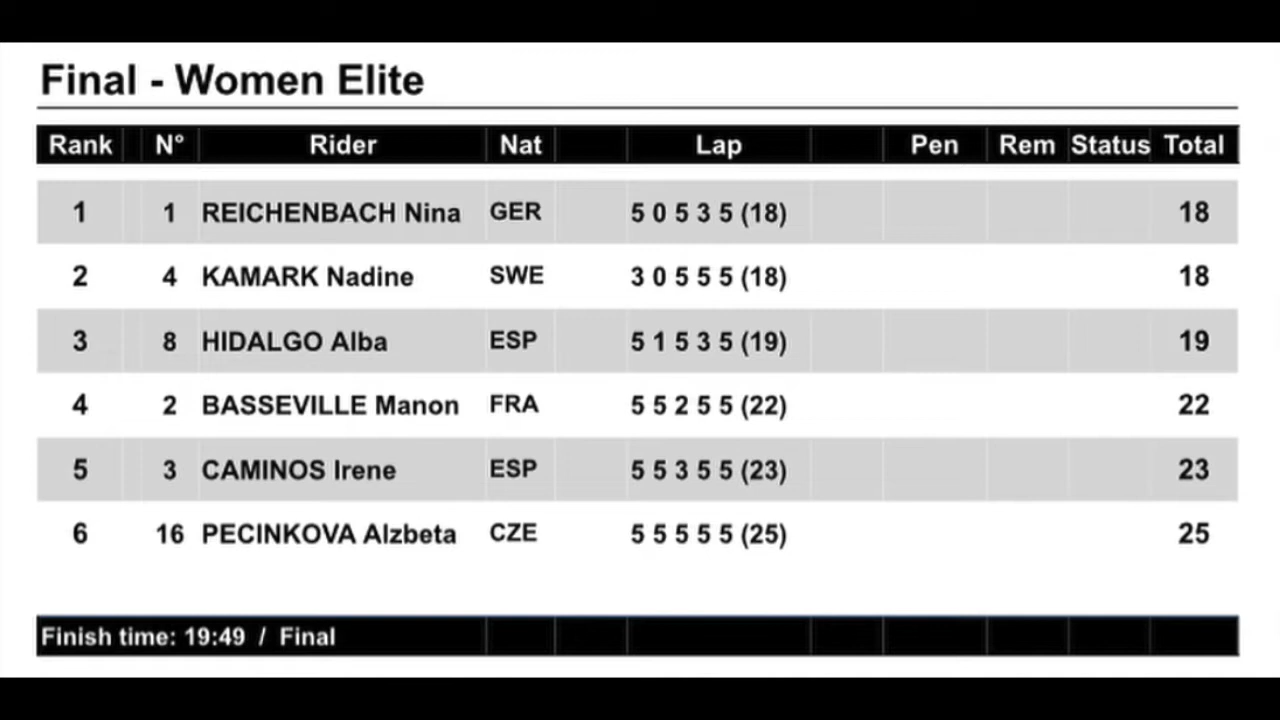 Final - Women Elite
Rank N° Rider Nat Lap Pen Rem Status Total
1 1 REICHENBACH Nina GER 5 0 5 3 5 (18) 18
2 4 KAMARK Nadine SWE 3 0 5 5 5 (18) 18
3 8 HIDALGO Alba ESP 5 1 5 3 5 (19) 19
4 2 BASSEVILLE Manon FRA 5 5 2 5 5 (22) 22
5 3 CAMINOS Irene ESP 5 5 3 5 5 (23) 23
6 16 PECINKOVA Alzbeta CZE 5 5 5 5 5 (25) 25
Finish time: 19:49 / Final